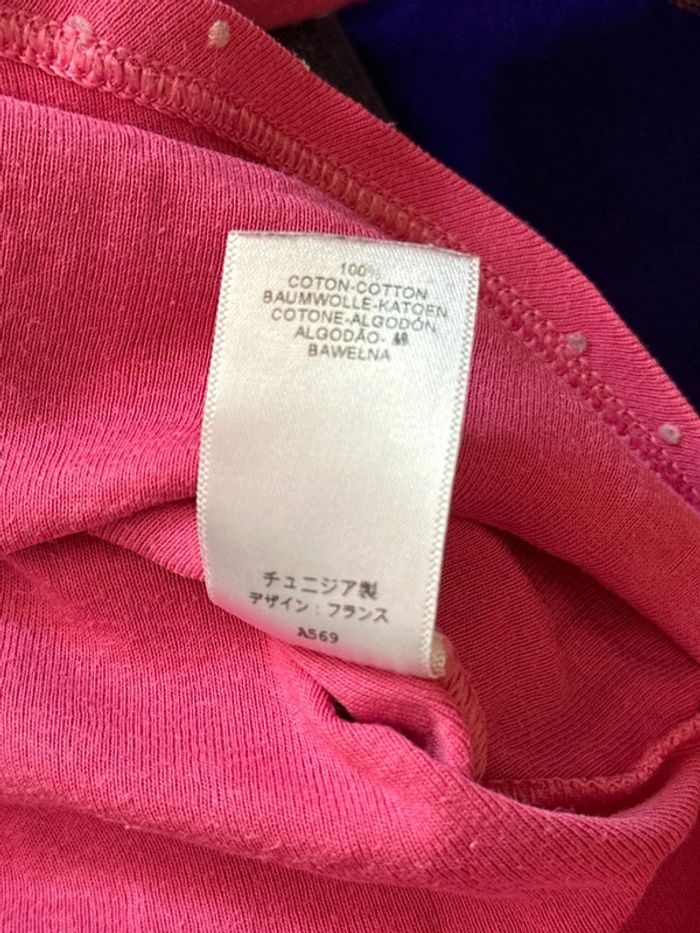 100%
COTON-COTTON
BAUMWOLLE-KATOEN
COTONE-ALGODÓN
ALGODÃO- 綿
BAWEŁNA
チュニジア製
デザイン：フランス
A569